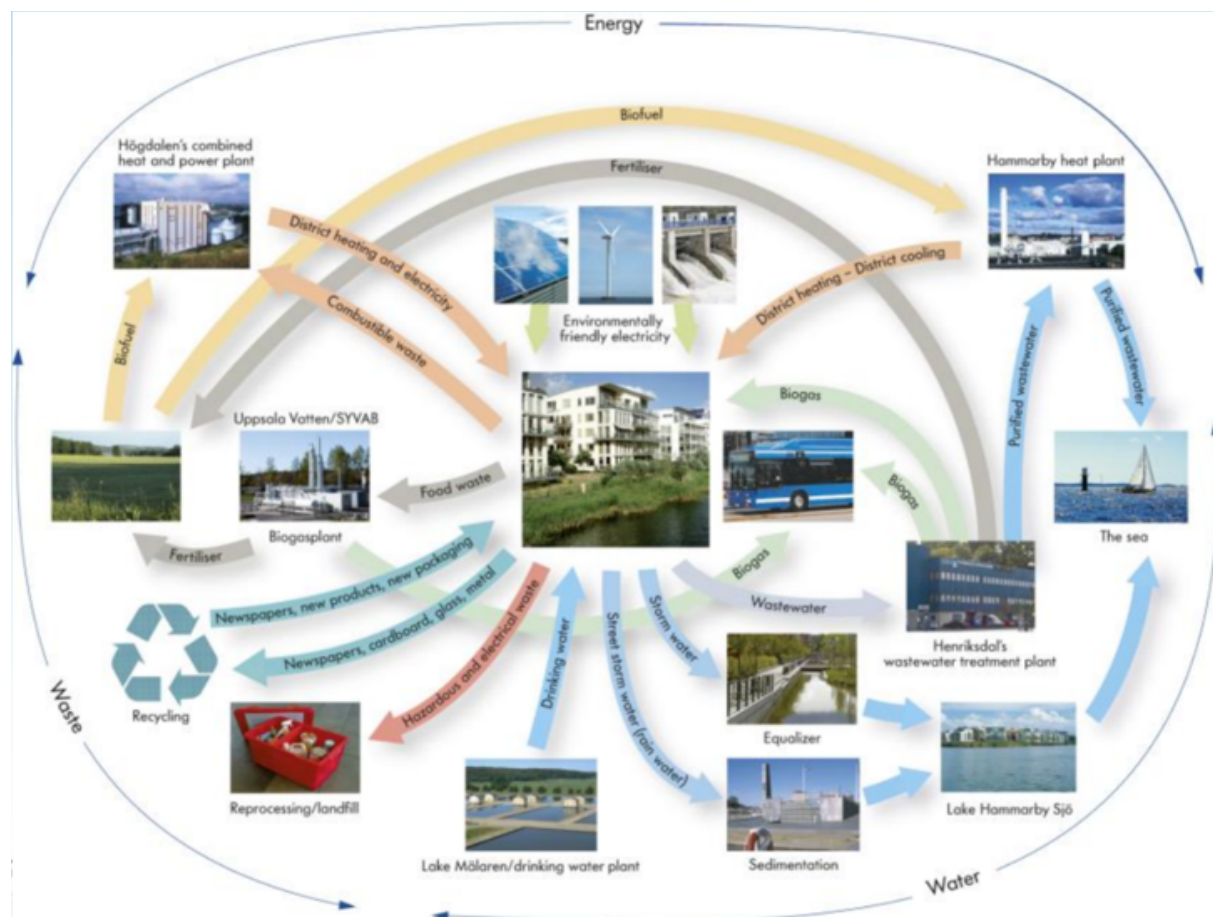 Energy
Biofuel
Högdalen's combined
heat and power plant
Fertiliser
Hammarby heat plant
District heating and electricity
District heating – District cooling
Combustible waste
Environmentally
friendly electricity
Biofuel
Purified wastewater
Purified wastewater
Biogas
Uppsala Vatten/SYVAB
Food waste
Biogas
Fertiliser
Biogasplant
The sea
Newspapers, new products, new packaging
Biogas
Wastewater
Newspapers, cardboard, glass, metal
Storm water
Henriksdal's
wastewater treatment plant
Hazardous and electrical waste
Drinking water
Street storm water (rain water)
Waste
Recycling
Equalizer
Reprocessing/landfill
Lake Hammarby Sjö
Lake Mälaren/drinking water plant
Sedimentation
Water